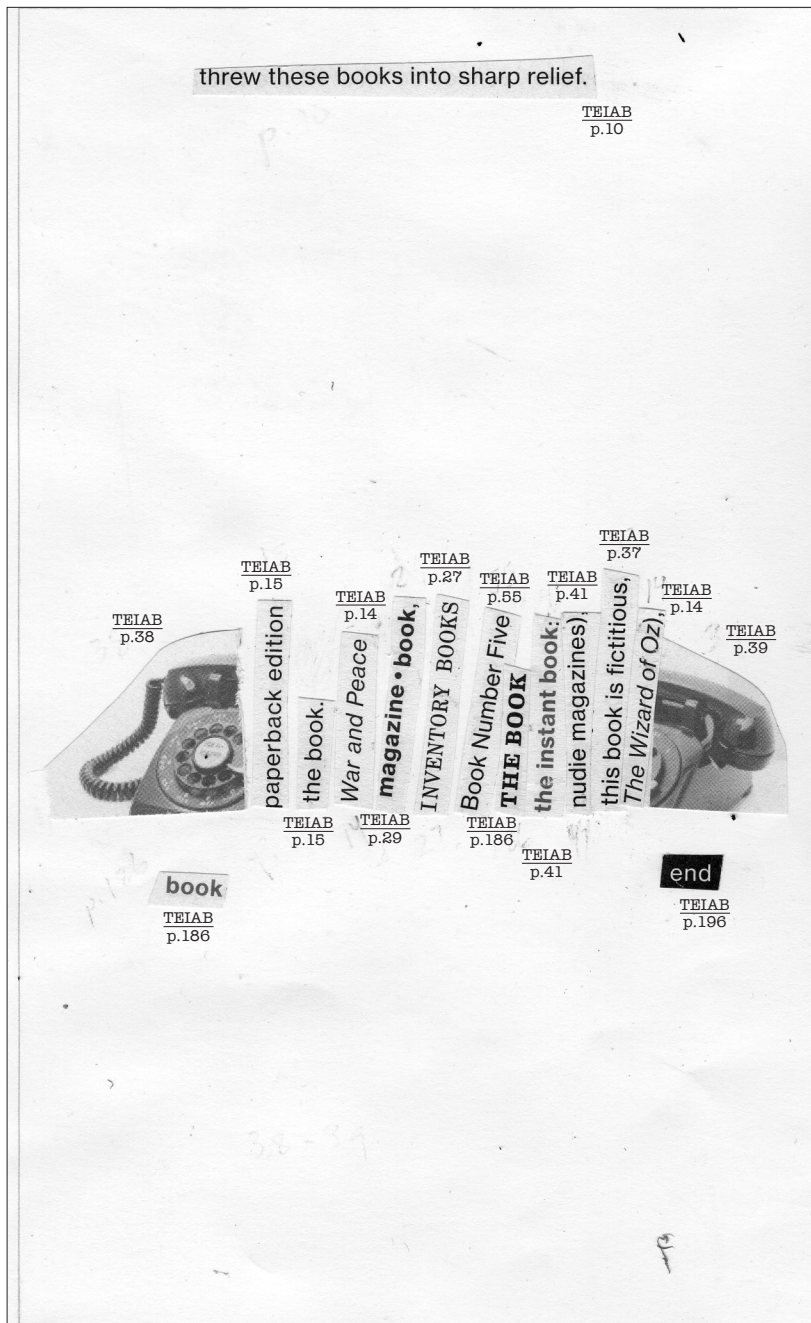 threw these books into sharp relief.
TEIAB
p.10
TEIAB
p.38
TEIAB
p.15
TEIAB
p.14
TEIAB
p.27
TEIAB
p.55
TEIAB
p.41
TEIAB
p.37
TEIAB
p.14
TEIAB
p.39
paperback edition
the book.
War and Peace
magazine • book,
INVENTORY BOOKS
Book Number Five
THE BOOK
the instant book:
nudie magazines),
this book is fictitious,
The Wizard of Oz),
TEIAB
p.15
TEIAB
p.29
TEIAB
p.186
TEIAB
p.41
book
TEIAB
p.186
end
TEIAB
p.196
38-39